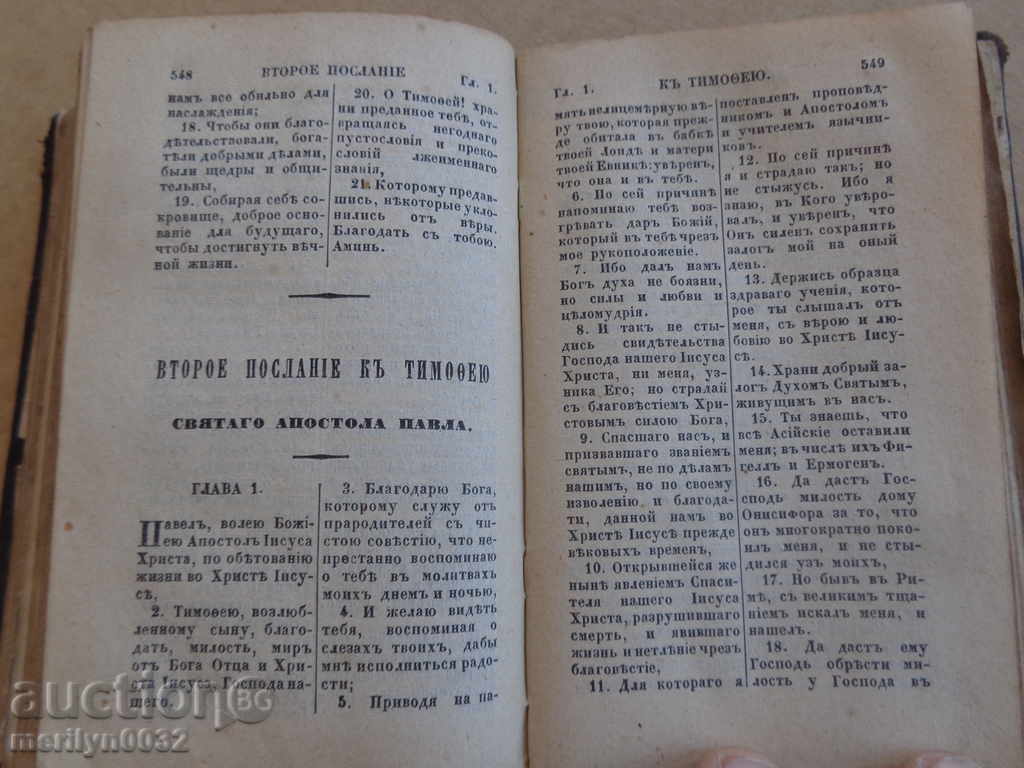 548 ВТОРОЕ ПОСЛАНІЕ Гл. 1.
намъ все обильно для
наслажденія;
18. Чтобы они благо-
дѣтельствовали, бога-
тѣли добрыми дѣлами,
были щедры и общи-
тельны,
19. Собирая себѣ со-
кровище, доброе осно-
ваніе для будущаго,
чтобы достигнуть вѣч-
ной жизни.
20. О Тимоѳей! хра-
ни преданное тебѣ, от-
вращаясь негоднаго
пустословія и преко-
словій лжеименнаго
знанія,
21. Которому предав-
шись, нѣкоторые укло-
нились отъ вѣры.
Благодать съ тобою.
Аминь.
ВТОРОЕ ПОСЛАНІЕ КЪ ТИМОѲЕЮ
СВЯТАГО АПОСТОЛА ПАВЛА.
ГЛАВА 1.
Павелъ, волею Божі-
ею Апостолъ Іисуса
Христа, по обѣтованію
жизни во Христѣ Іису-
сѣ,
2. Тимоѳею, возлюб-
ленному сыну, благо-
дать, милость, миръ
отъ Бога Отца и Хри-
ста Іисуса, Господа на-
шего.
3. Благодарю Бога,
которому служу отъ
прародителей съ чи-
стою совѣстію, что не-
престанно воспоминаю
о тебѣ въ молитвахъ
моихъ днемъ и ночью,
4. И желаю видѣть
тебя, воспоминая о
слезахъ твоихъ, дабы
мнѣ исполниться радо-
сти;
5. Приводя на па-
Гл. 1. КЪ ТИМОѲЕЮ. 549
мять нелицемѣрную вѣ-
ру твою, которая преж-
де обитала въ бабкѣ
твоей Лоидѣ и матери
твоей Евникѣ; увѣренъ,
что она и въ тебѣ.
6. По сей причинѣ
напоминаю тебѣ возг-
рѣвать даръ Божій,
который въ тебѣ чрезъ
мое рукоположеніе.
7. Ибо далъ намъ
Богъ духа не боязни,
но силы и любви и
цѣломудрія.
8. И такъ не сты-
дись свидѣтельства
Господа нашего Іисуса
Христа, ни меня, уз-
ника Его; но страдай
съ благовѣстіемъ Хри-
стовымъ силою Бога,
9. Спасшаго насъ, и
призвавшаго званіемъ
святымъ, не по дѣламъ
нашимъ, но по своему
изволенію и благода-
ти, данной намъ во
Христѣ Іисусѣ прежде
вѣковыхъ временъ,
10. Открывшейся же
нынѣ явленіемъ Спаси-
теля нашего Іисуса
Христа, разрушившаго
смерть, и явившаго
жизнь и нетлѣніе чрезъ
благовѣстіе,
11. Для котораго я
поставленъ проповѣд-
никомъ и Апостоломъ
и учителемъ язычни-
ковъ.
12. По сей причинѣ
я и страдаю такъ; но
не стыжусь. Ибо я
знаю, въ Кого увѣро-
валъ, и увѣренъ, что
Онъ силенъ сохранить
залогъ мой на оный
день.
13. Держись образца
здраваго ученія, кото-
рое ты слышалъ отъ
меня, съ вѣрою и лю-
бовію во Христѣ Іису-
сѣ.
14. Храни добрый за-
логъ Духомъ Святымъ,
живущимъ въ насъ.
15. Ты знаешь, что
всѣ Асійскіе оставили
меня; въ числѣ ихъ Фи-
геллъ и Ермогенъ.
16. Да дастъ Гос-
подь милость дому
Онисифора за то, что
онъ многократно поко-
илъ меня, и не сты-
дился узъ моихъ,
17. Но бывъ въ Ри-
мѣ, съ великимъ тща-
ніемъ искалъ меня, и
нашелъ.
18. Да дастъ ему
Господь обрѣсти ми-
лость у Господа въ
auctionBG
merilyn0032